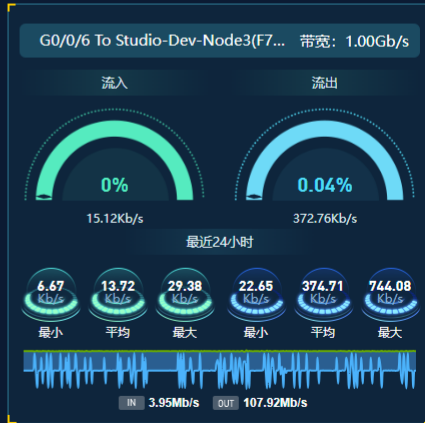 G0/0/6 To Studio-Dev-Node3(F7... 带宽：1.00Gb/s
流入 流出
0% 0.04%
15.12Kb/s 372.76Kb/s
最近24小时
6.67 13.72 29.38 22.65 374.71 744.08
Kb/s Kb/s Kb/s Kb/s Kb/s Kb/s
最小 平均 最大 最小 平均 最大
IN 3.95Mb/s OUT 107.92Mb/s